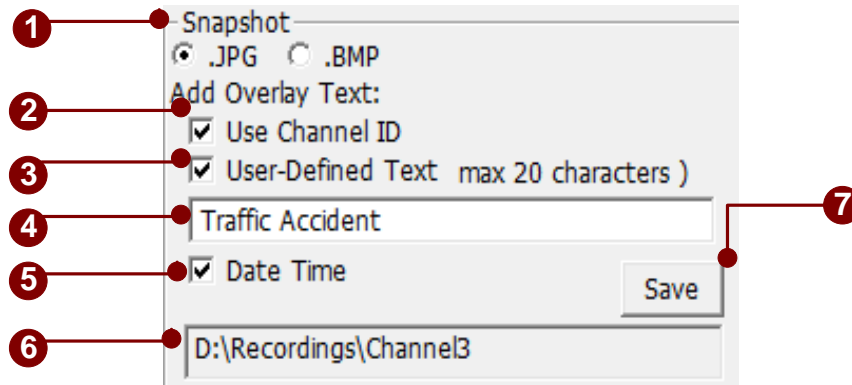 1 Snapshot
.JPG .BMP
Add Overlay Text:
2
Use Channel ID
3 User-Defined Text max 20 characters )
4 Traffic Accident
7
5 Date Time
Save
6 D:\Recordings\Channel3